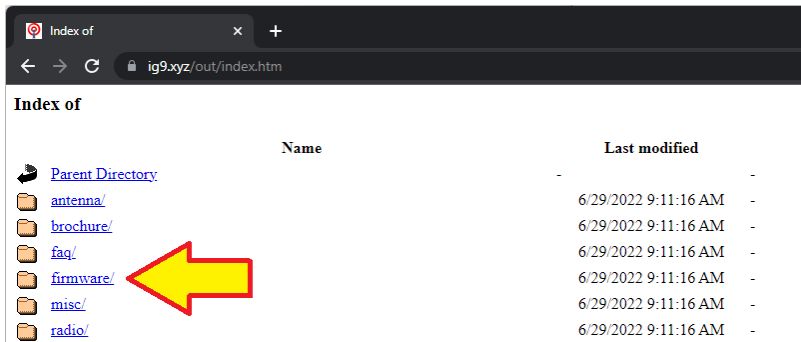 Index of
ig9.xyz/out/index.htm
Index of
Name Last modified
Parent Directory - -
antenna/ 6/29/2022 9:11:16 AM -
brochure/ 6/29/2022 9:11:16 AM -
faq/ 6/29/2022 9:11:16 AM -
firmware/ 6/29/2022 9:11:16 AM -
misc/ 6/29/2022 9:11:16 AM -
radio/ 6/29/2022 9:11:16 AM -